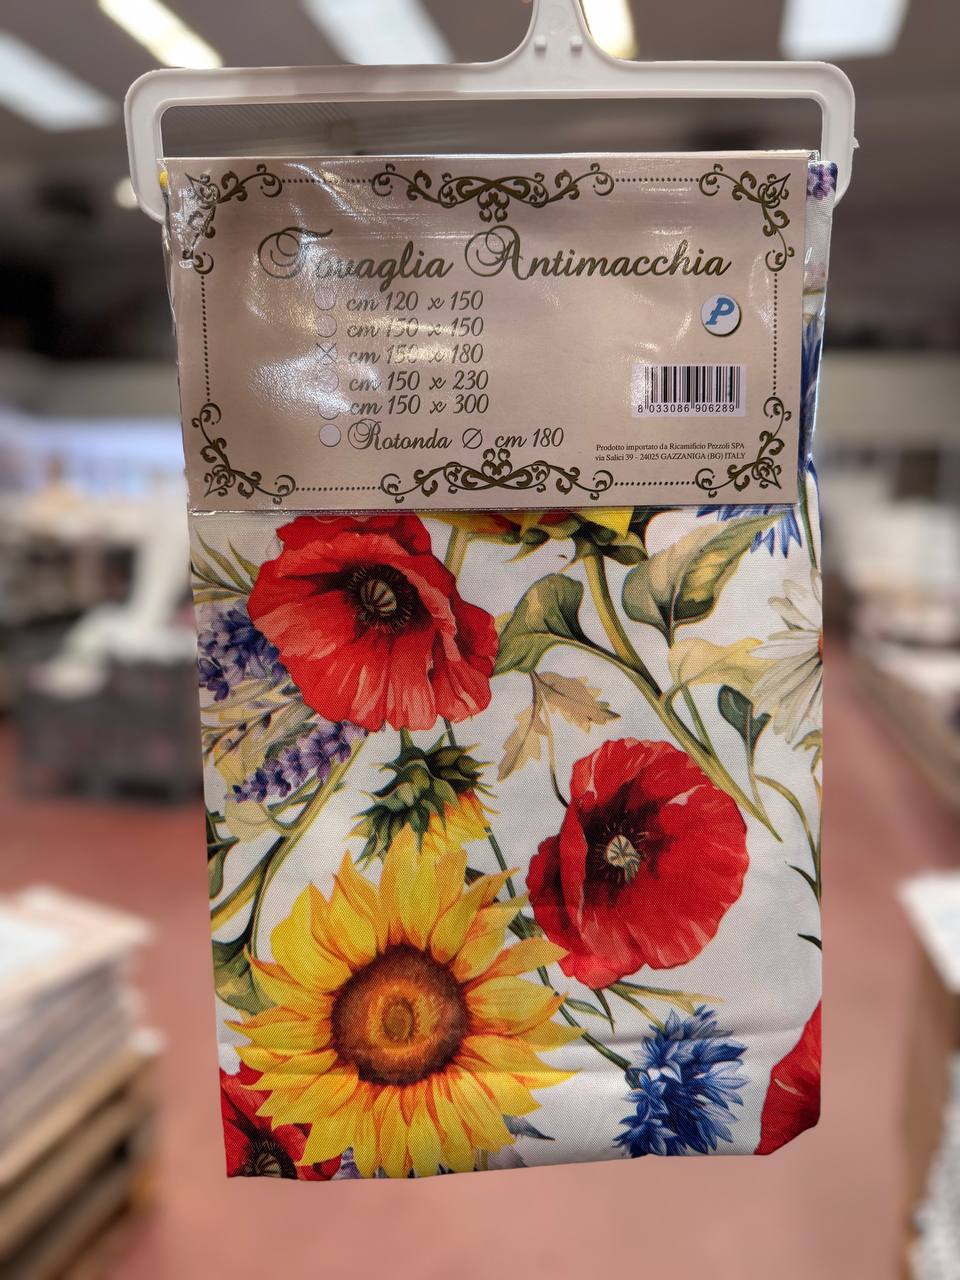 Tovaglia Antimacchia
cm 120 x 150
cm 150 x 150
cm 150 x 180
cm 150 x 230
cm 150 x 300
Rotonda Ø cm 180
P
8 033086 906289
Prodotto importato da Ricamificio Pezzoli SPA
via Salici 39 - 24025 GAZZANIGA (BG) ITALY